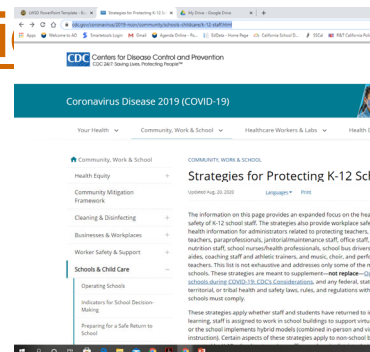 UWSD PowerPoint Template - Su
Strategies for Protecting K-12 Sc
My Drive - Google Drive
cdc.gov/coronavirus/2019-ncov/community/schools-childcare/k-12-staff.html
Apps
Welcome to AD
Smartetools Login
Gmail
Agenda Online - Po...
EdData - Home Page
California School D...
ESCal
CDC Centers for Disease Control and Prevention
CDC 24/7: Saving Lives, Protecting People™
Coronavirus Disease 2019 (COVID-19)
Your Health
Community, Work & School
Healthcare Workers & Labs
Health D
Community, Work & School
Health Equity
Community Mitigation
Framework
Cleaning & Disinfecting
Businesses & Workplaces
Worker Safety & Support
Schools & Child Care
Operating Schools
Indicators for School Decision-
Making
Preparing for a Safe Return to
School
COMMUNITY, WORK & SCHOOL
Strategies for Protecting K-12 Sch
Updated Aug. 20, 2020
Languages
Print
The information on this page provides an expanded focus on the hea
safety of K-12 school staff. The strategies also provide workplace safe
health information for administrators related to protecting teachers,
teachers, paraprofessionals, janitorial/maintenance staff, office staff,
nutrition staff, school nurses/health professionals, school bus drivers
aides, coaching staff and athletic trainers, and music, choir, and perfo
teachers. This list is not exhaustive and addresses only some of the m
schools. These strategies are meant to supplement—not replace—Op
schools during COVID-19: CDC's Considerations, and any federal, stat
territorial, or tribal health and safety laws, rules, and regulations with
schools must comply.
These strategies apply whether staff and students have returned to i
learning, staff is assigned to work in school buildings to support virtu
or the school implements hybrid models (combined in-person and vi
instruction). Certain aspects of these strategies apply to non-school b